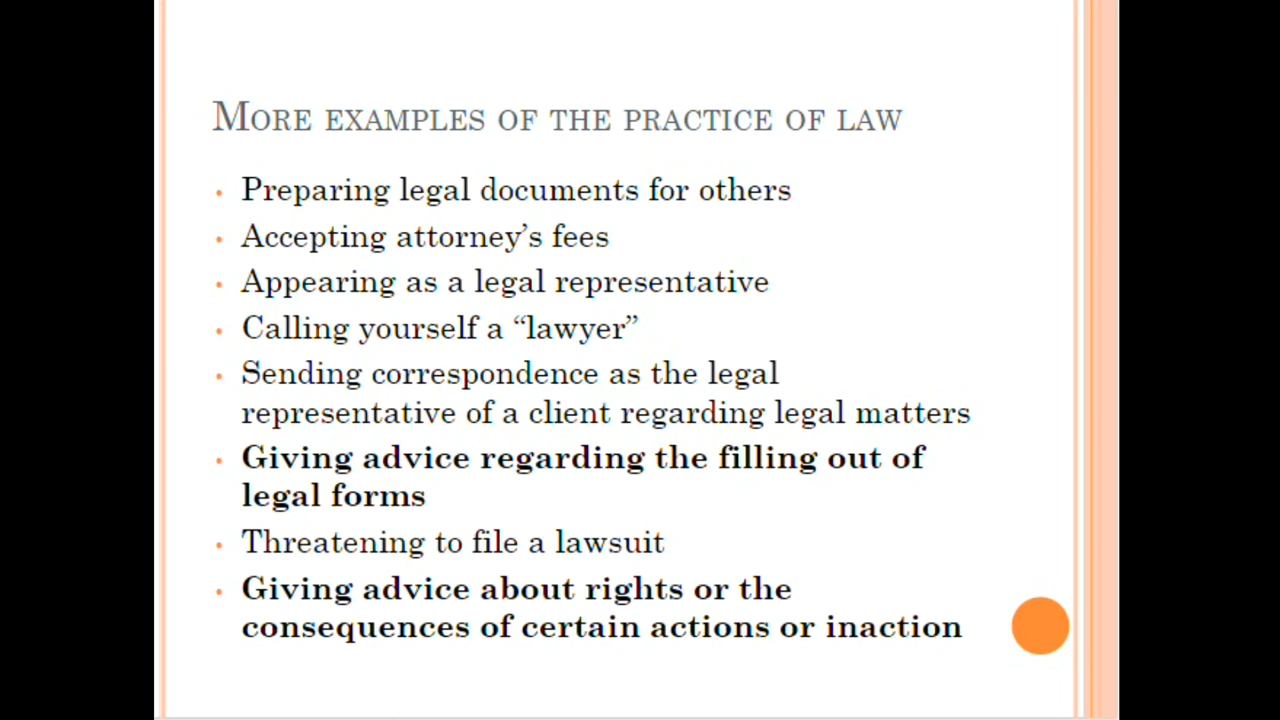 More examples of the practice of law
• Preparing legal documents for others
• Accepting attorney’s fees
• Appearing as a legal representative
• Calling yourself a “lawyer”
• Sending correspondence as the legal
representative of a client regarding legal matters
• Giving advice regarding the filling out of
legal forms
• Threatening to file a lawsuit
• Giving advice about rights or the
consequences of certain actions or inaction